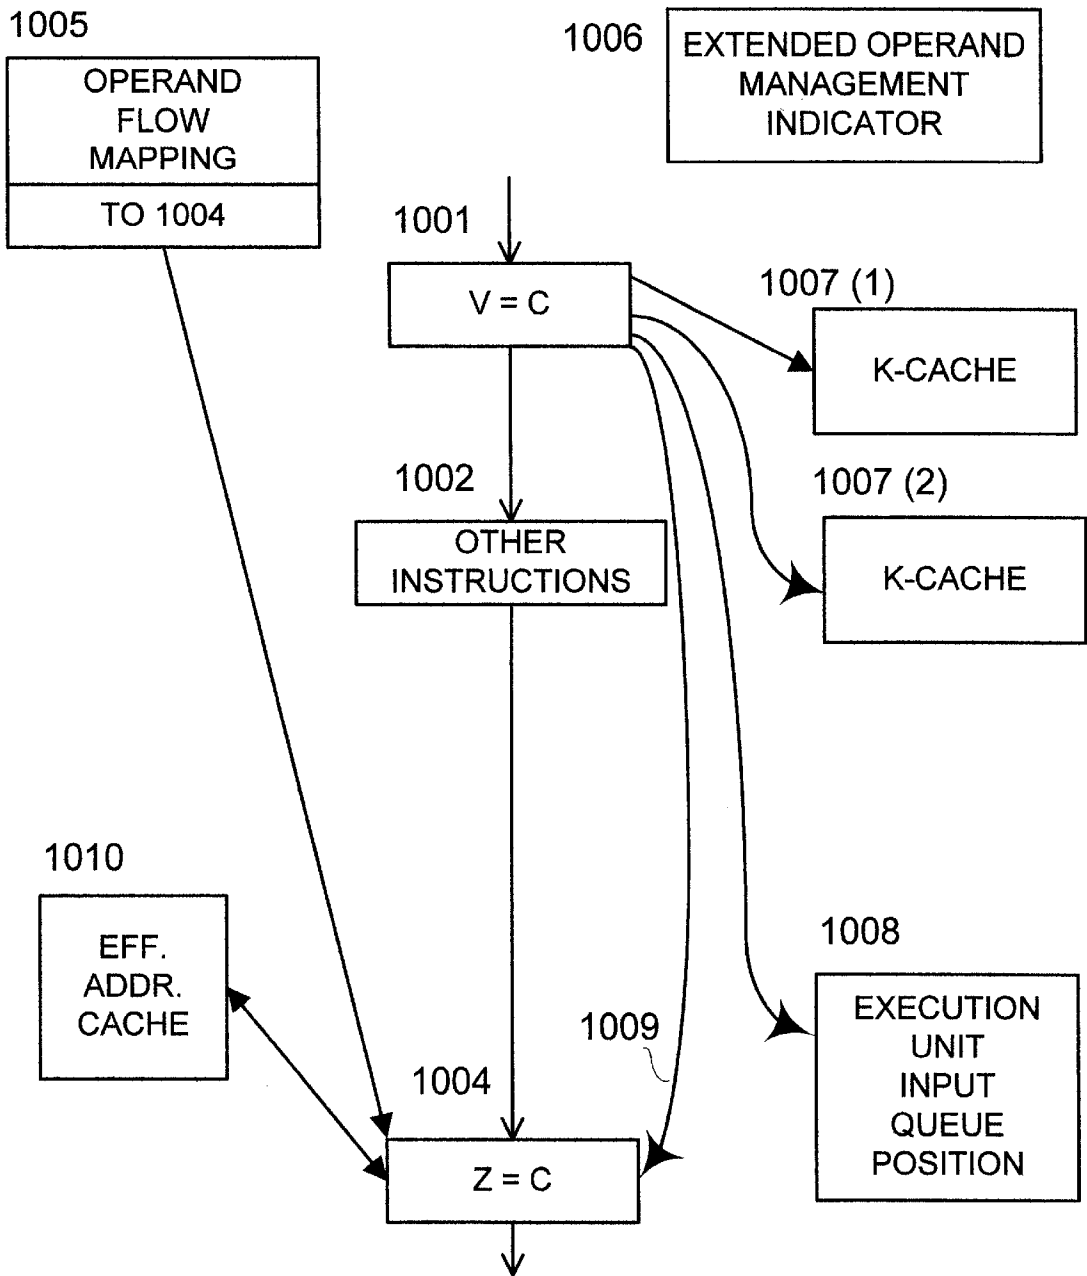 1005
OPERAND
FLOW
MAPPING
TO 1004
1006
EXTENDED OPERAND
MANAGEMENT
INDICATOR
1001
V = C
1007 (1)
K-CACHE
1002
OTHER
INSTRUCTIONS
1007 (2)
K-CACHE
1010
EFF.
ADDR.
CACHE
1009
1008
EXECUTION
UNIT
INPUT
QUEUE
POSITION
1004
Z = C